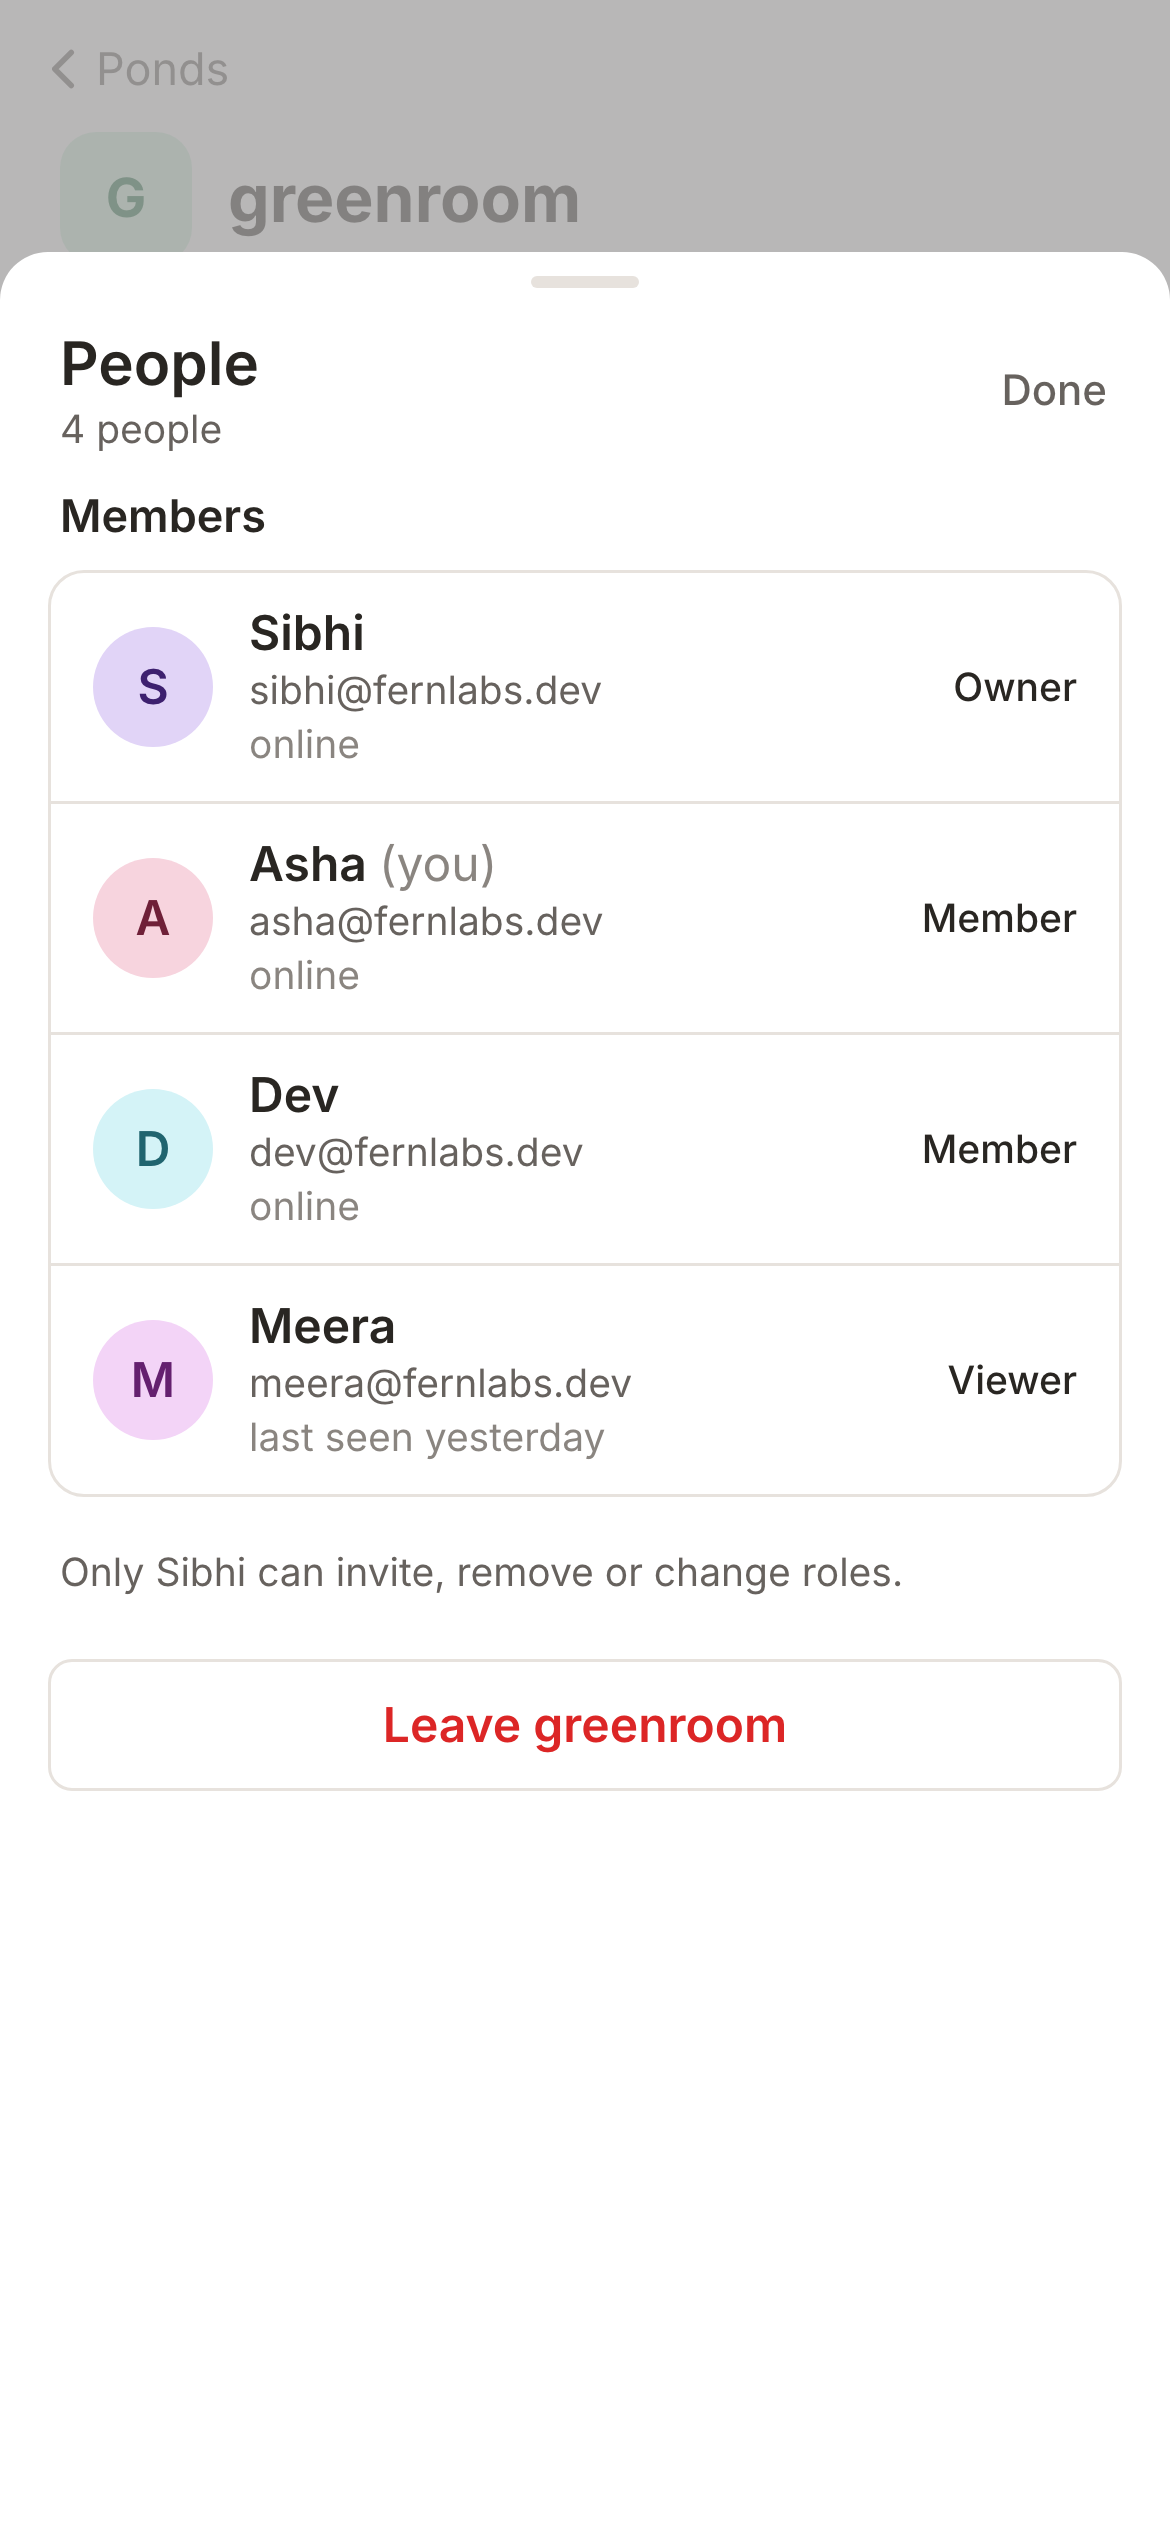 Ponds
G
greenroom
People
4 people
Done
Members
S
Sibhi
sibhi@fernlabs.dev
online
Owner
A
Asha (you)
asha@fernlabs.dev
online
Member
D
Dev
dev@fernlabs.dev
online
Member
M
Meera
meera@fernlabs.dev
last seen yesterday
Viewer
Only Sibhi can invite, remove or change roles.
Leave greenroom